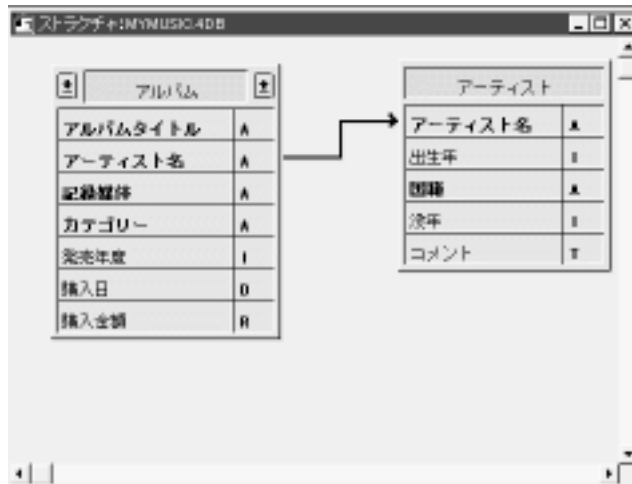 ストラクチャ:MYMUSIC.4DB
アルバム
アルバムタイトル A
アーティスト名 A
記録媒体 A
カテゴリー A
発売年度 I
購入日 D
購入金額 R
アーティスト
アーティスト名 A
出生年 I
国籍 A
没年 I
コメント T